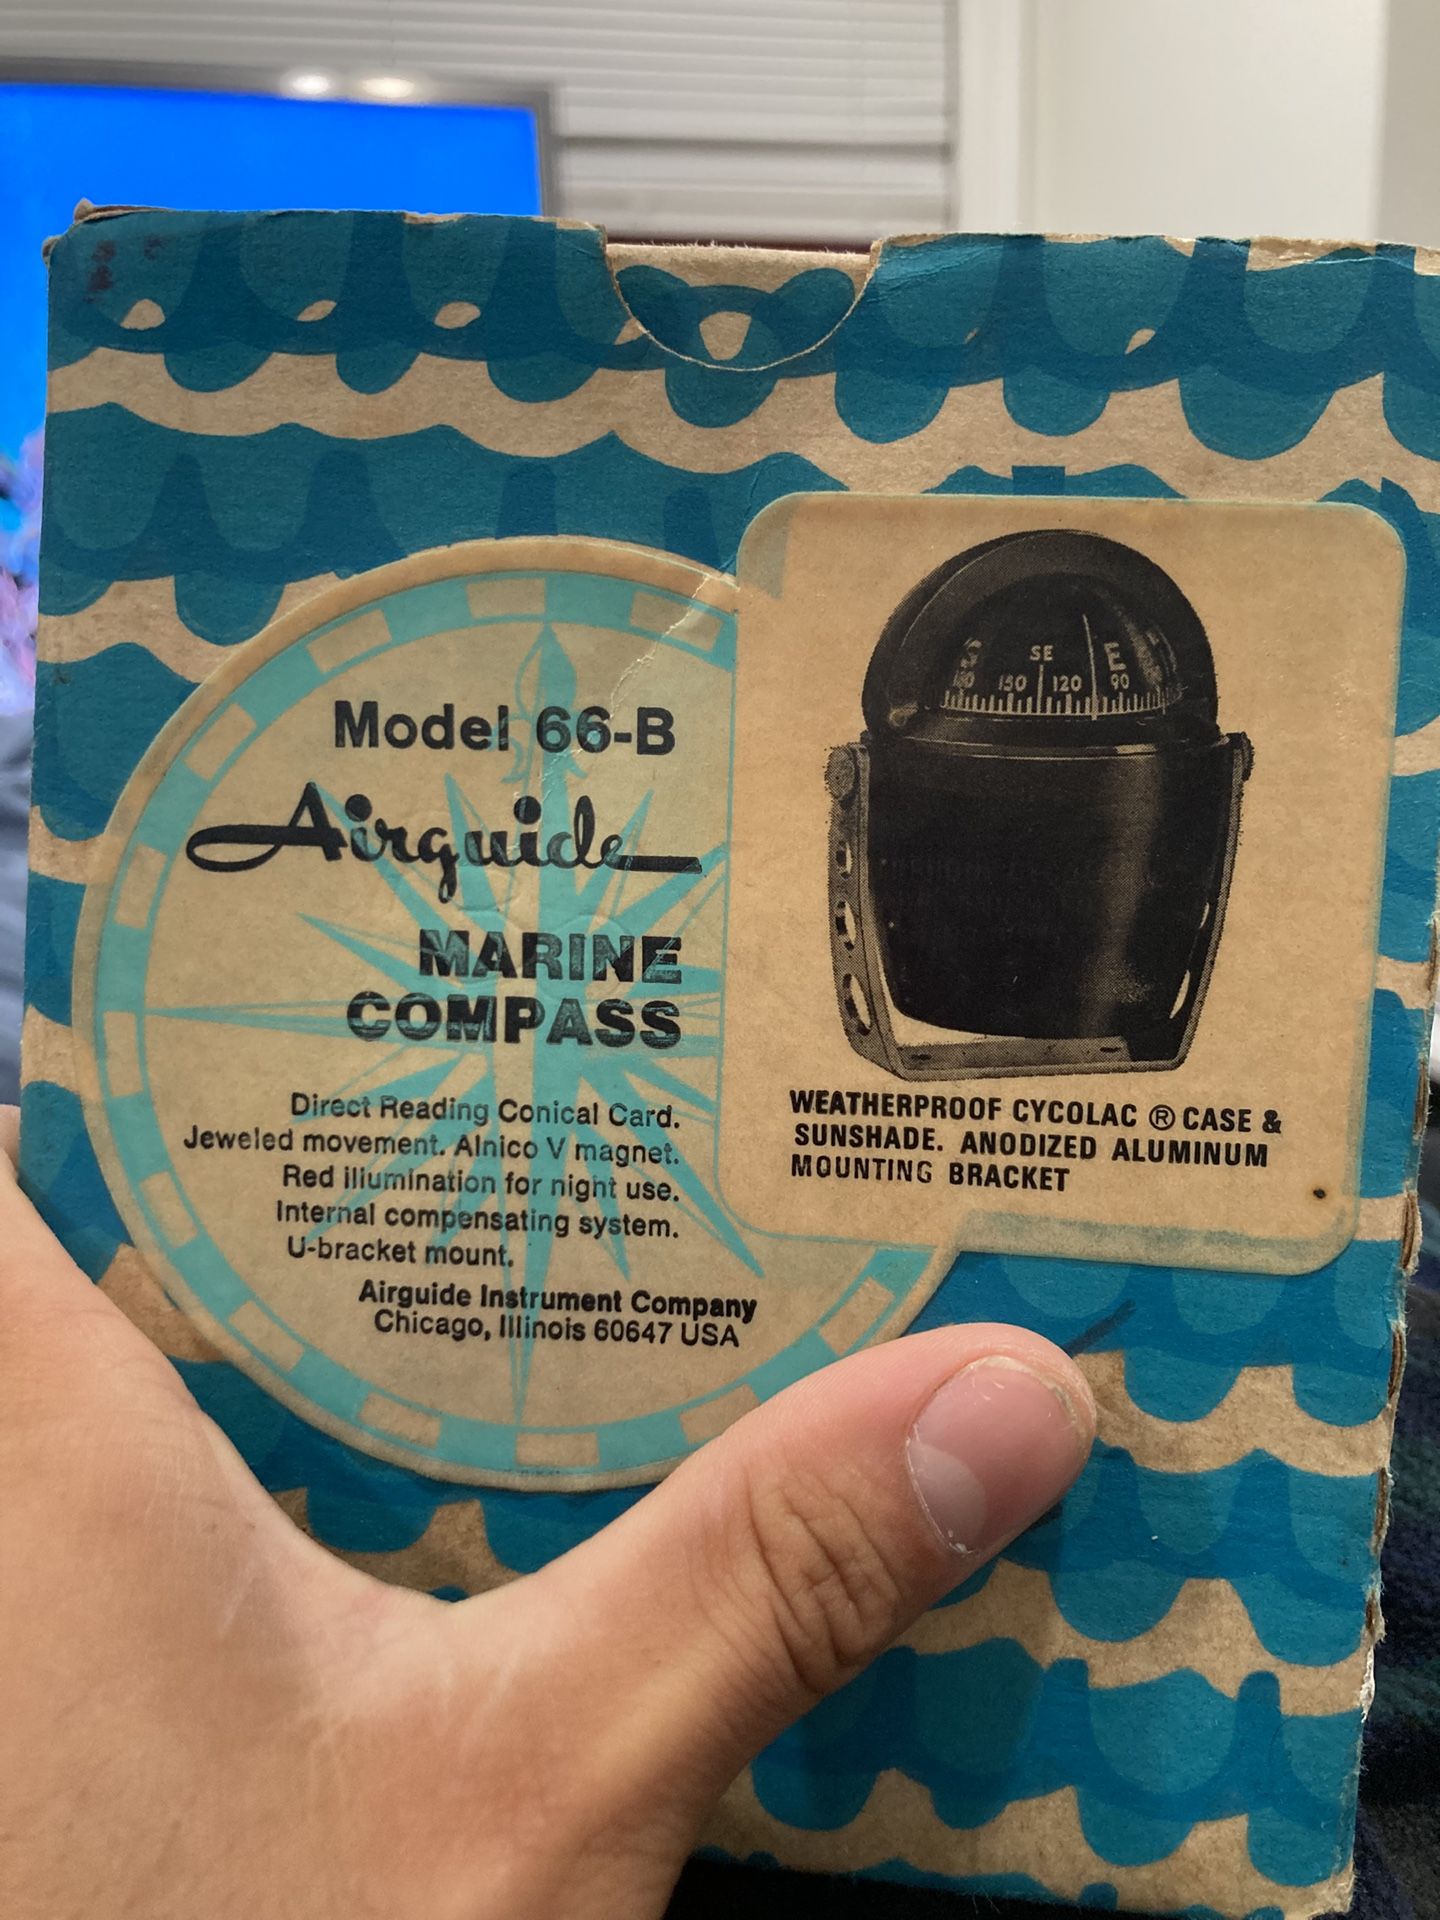 Model 66-B
Airguide
MARINE
COMPASS
Direct Reading Conical Card.
Jeweled movement. Alnico V magnet.
Red illumination for night use.
Internal compensating system.
U-bracket mount.
Airguide Instrument Company
Chicago, Illinois 60647 USA
SE E
150 120 90
WEATHERPROOF CYCOLAC ® CASE &
SUNSHADE. ANODIZED ALUMINUM
MOUNTING BRACKET